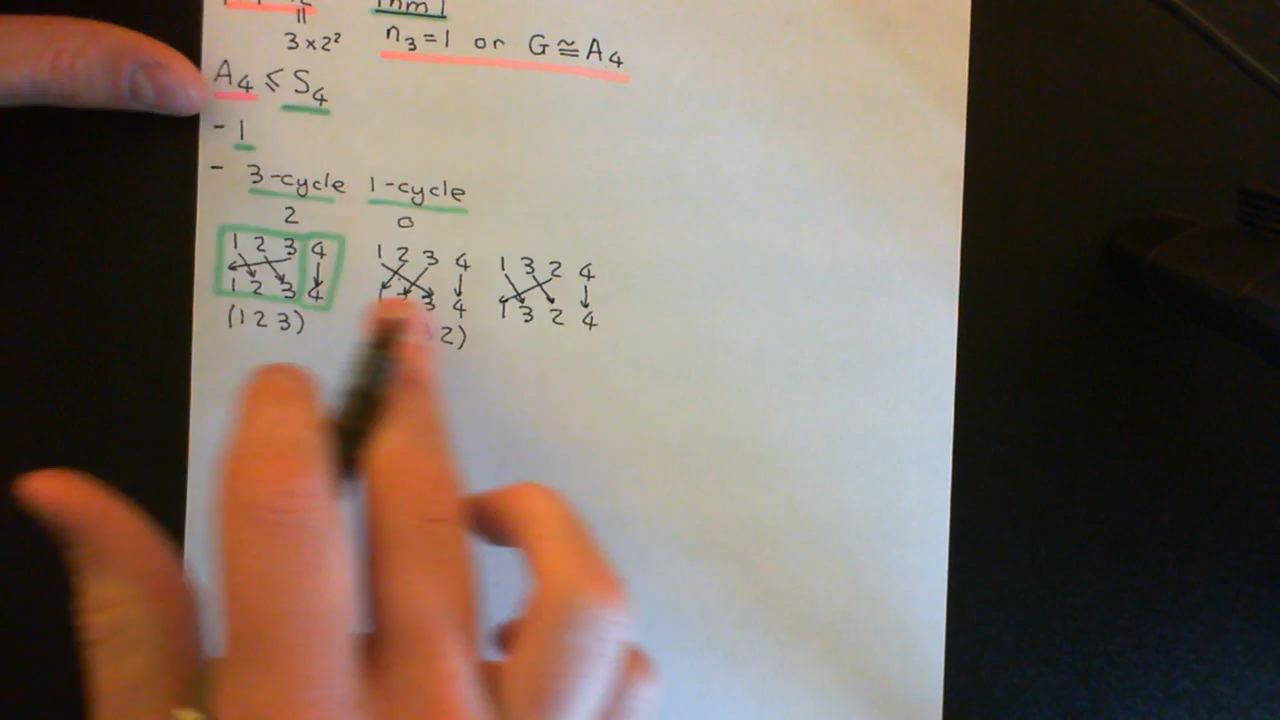 3×2²
n₃=1 or G≅A₄
A₄ ⩽ S₄
- 1
- 3-cycle 1-cycle
2 0
1 2 3 4 1 2 3 4 1 3 2 4
1 2 3 4 3 4 1 3 2 4
(1 2 3) 2)